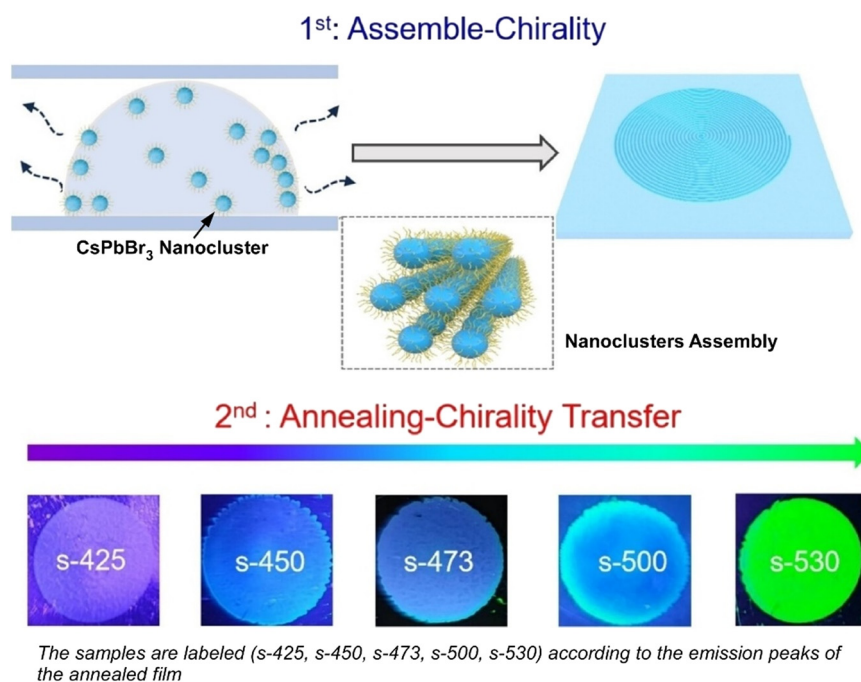 1st: Assemble-Chirality
CsPbBr3 Nanocluster
Nanoclusters Assembly
2nd : Annealing-Chirality Transfer
s-425 s-450 s-473 s-500 s-530
The samples are labeled (s-425, s-450, s-473, s-500, s-530) according to the emission peaks of
the annealed film